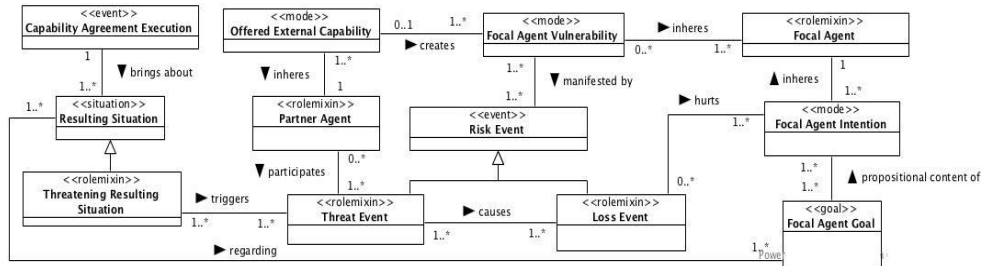 <<event>>
Capability Agreement Execution
<<mode>>
Offered External Capability
0..1
1..*
creates
<<mode>>
Focal Agent Vulnerability
inheres
0..*
1..*
<<rolemixin>>
Focal Agent
1
brings about
1..*
1..*
inheres
1
1..*
manifested by
1..*
1
inheres
1..*
1..*
<<situation>>
Resulting Situation
<<rolemixin>>
Partner Agent
<<event>>
Risk Event
hurts
1..*
<<mode>>
Focal Agent Intention
0..*
participates
1..*
<<rolemixin>>
Threatening Resulting
Situation
triggers
1..*
1..*
<<rolemixin>>
Threat Event
causes
1..*
1..*
<<rolemixin>>
Loss Event
0..*
1..*
1..*
propositional content of
<<goal>>
Focal Agent Goal
regarding
1..*
Power